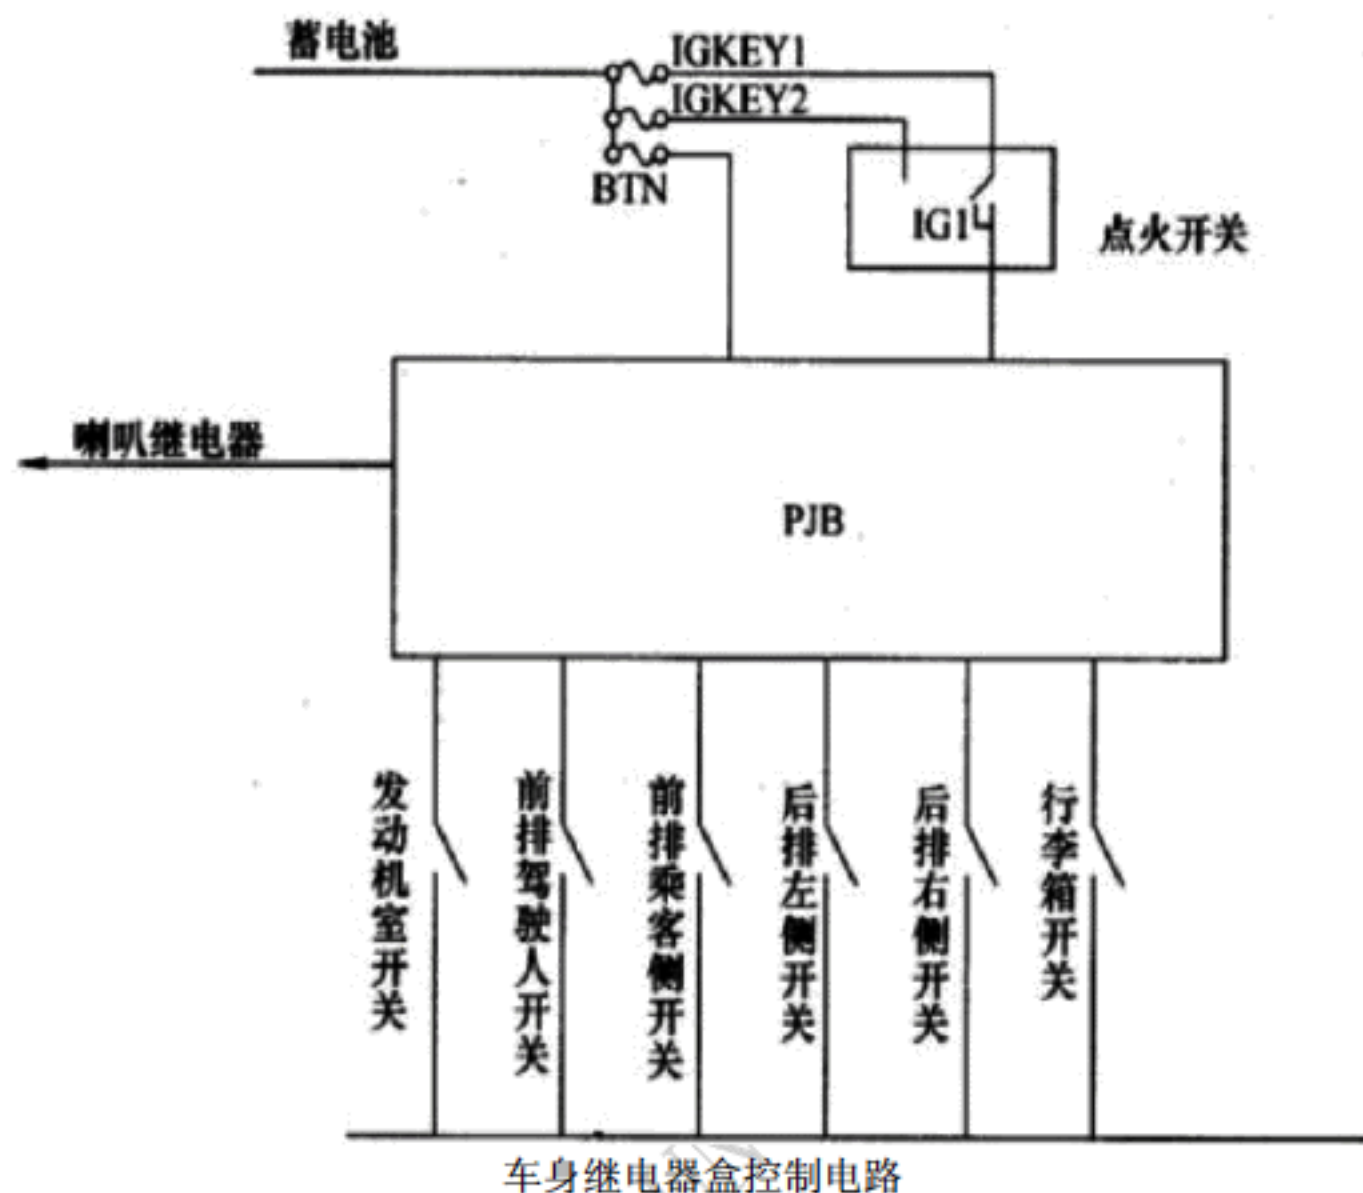 蓄电池
IGKEY1
IGKEY2
BTN
IG1
点火开关
喇叭继电器
PJB
发动机室开关
前排驾驶人开关
前排乘客侧开关
后排左侧开关
后排右侧开关
行李箱开关
车身继电器盒控制电路